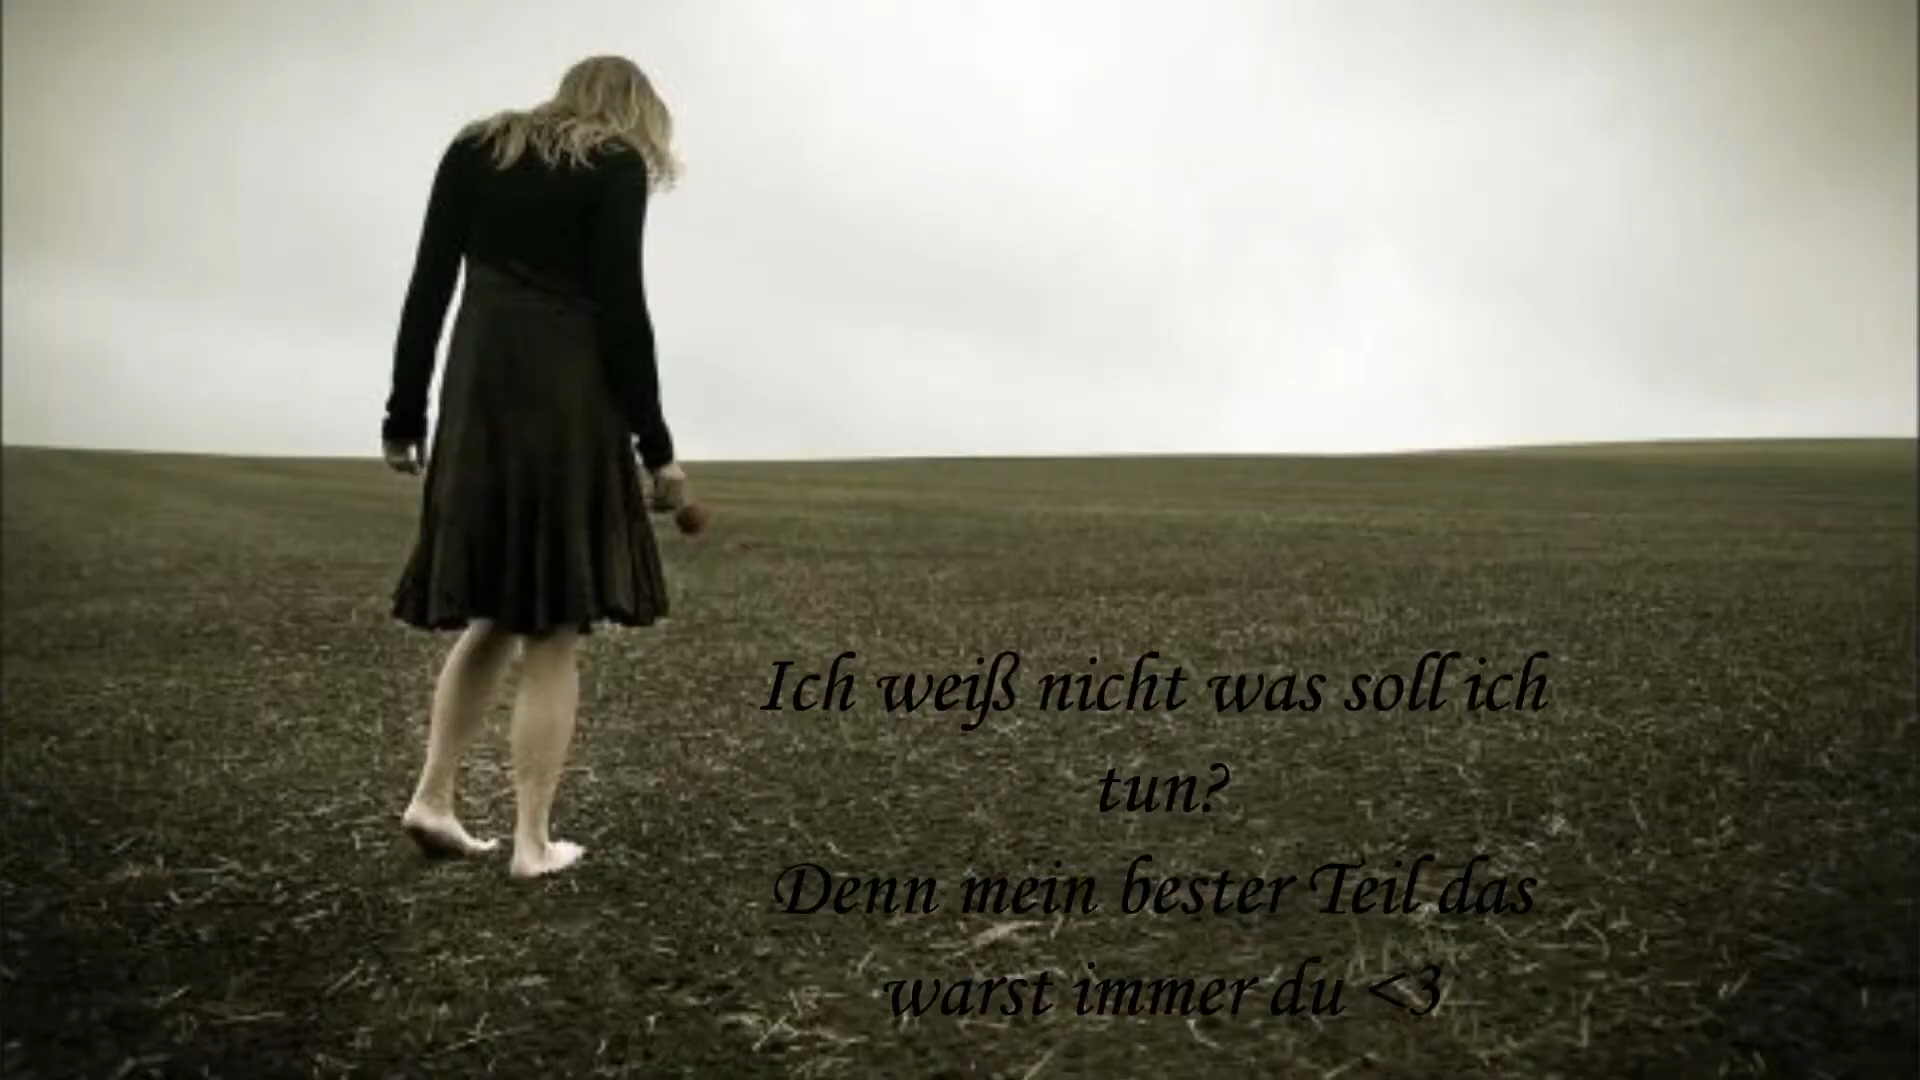 Ich weiß nicht was soll ich
tun?
Denn mein bester Teil das
warst immer du <3